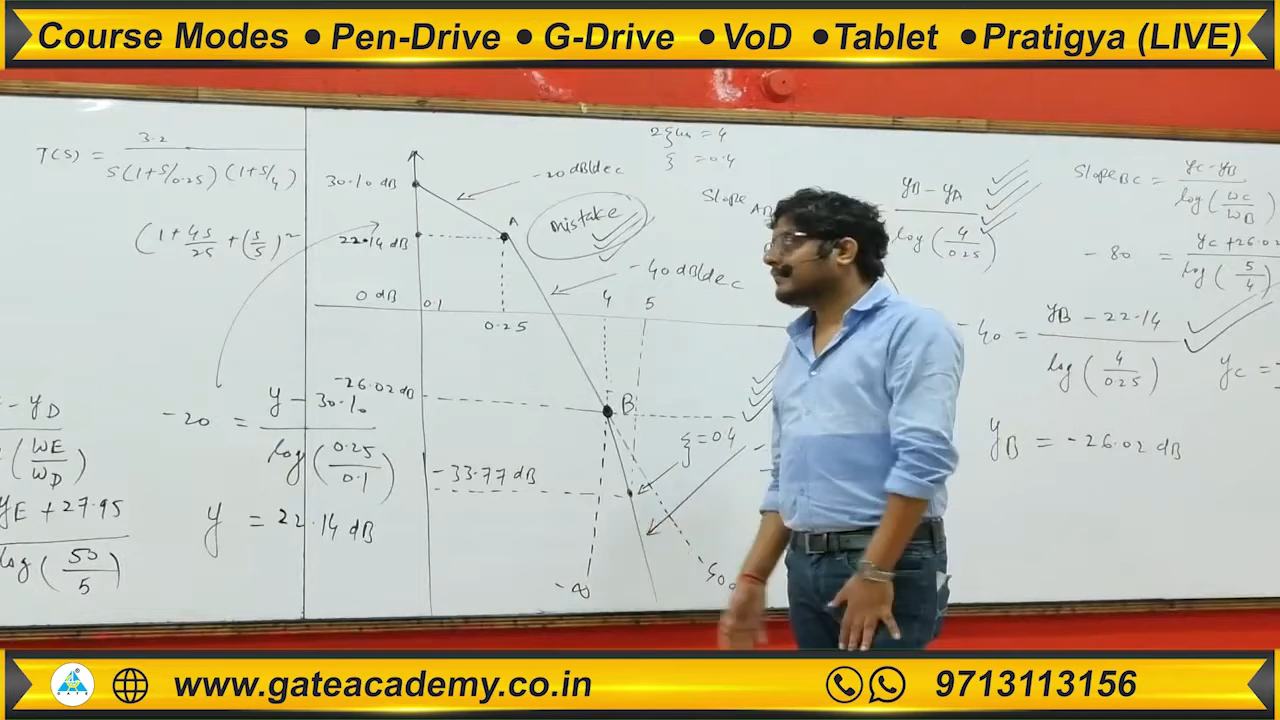 Course Modes • Pen-Drive • G-Drive • VoD • Tablet • Pratigya (LIVE)
T(s) = 3.2 / s(1+s/0.25)(1+s/4)
(1 + 4s/25 + (s/5)²
30.10 dB
-20 dB/dec
A
mistake
22.14 dB
-40 dB/dec
0 dB
0.1
0.25
4
5
-26.02 dB
B
ξ = 0.4
-33.77 dB
-∞
2ξωn = 4
ξ = 0.4
Slope AB
yB - yA / log(4/0.25)
-40 = yB - 22.14 / log(4/0.25)
yB = -26.02 dB
Slope BC = yC - yB / log(ωC/ωB)
-80 = yC + 26.02 / log(5/4)
yC =
- yD
(ωE/ωD)
yE + 27.95
log(50/5)
-20 = y - 30.10 / log(0.25/0.1)
y = 22.14 dB
GATE
www.gateacademy.co.in
9713113156